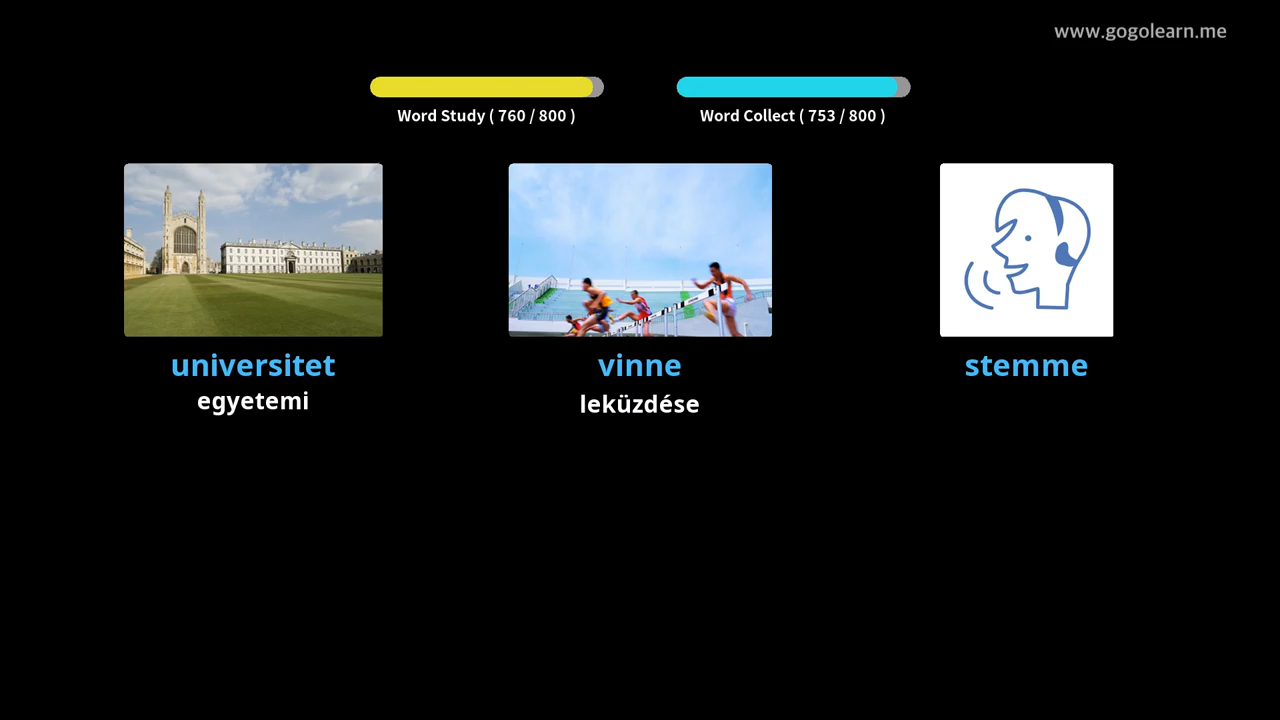 www.gogolearn.me
Word Study ( 760 / 800 )
Word Collect ( 753 / 800 )
universitet
egyetemi
vinne
leküzdése
stemme